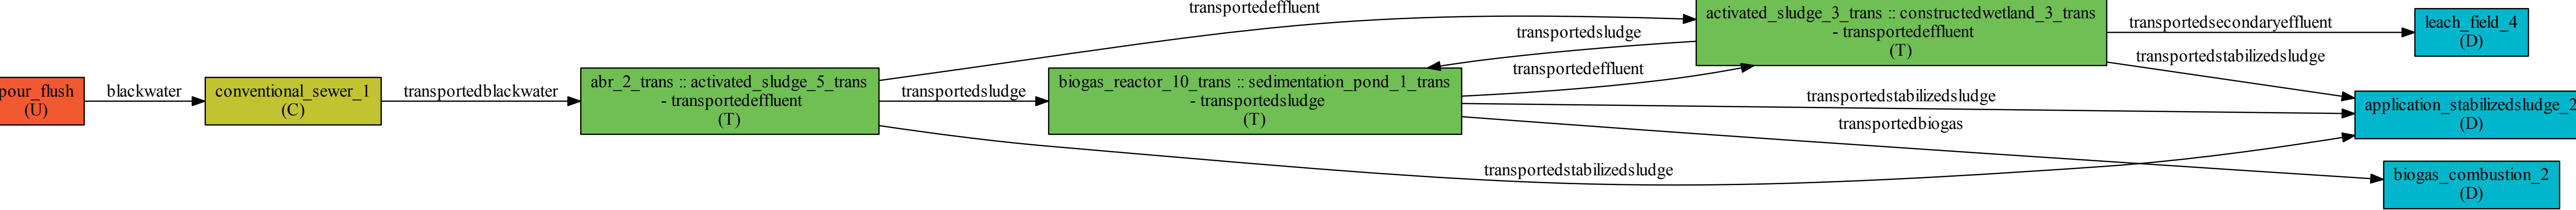 pour_flush
(U)
blackwater
conventional_sewer_1
(C)
transportedblackwater
abr_2_trans :: activated_sludge_5_trans
- transportedeffluent
(T)
transportedeffluent
transportedsludge
transportedstabilizedsludge
biogas_reactor_10_trans :: sedimentation_pond_1_trans
- transportedsludge
(T)
transportedsludge
transportedeffluent
transportedstabilizedsludge
transportedbiogas
activated_sludge_3_trans :: constructedwetland_3_trans
- transportedeffluent
(T)
transportedsecondaryeffluent
transportedstabilizedsludge
leach_field_4
(D)
application_stabilizedsludge_2
(D)
biogas_combustion_2
(D)